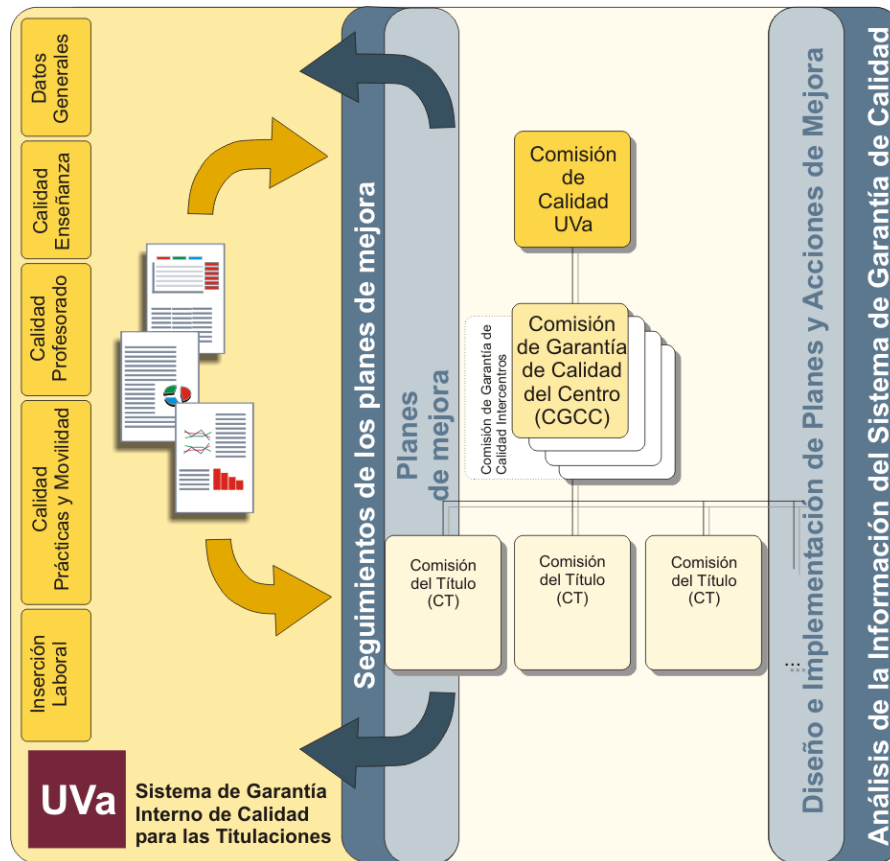 Datos
Generales
Calidad
Enseñanza
Calidad
Profesorado
Calidad
Prácticas y Movilidad
Inserción
Laboral
UVa
Sistema de Garantía
Interno de Calidad
para las Titulaciones
Seguimientos de los planes de mejora
Planes
de mejora
Comisión
de
Calidad
UVa
Comisión de Garantía de
Calidad Intercentros
Comisión
de Garantía
de Calidad
del Centro
(CGCC)
Comisión
del Título
(CT)
Comisión
del Título
(CT)
Comisión
del Título
(CT)
...
Diseño e Implementación de Planes y Acciones de Mejora
Análisis de la Información del Sistema de Garantía de Calidad